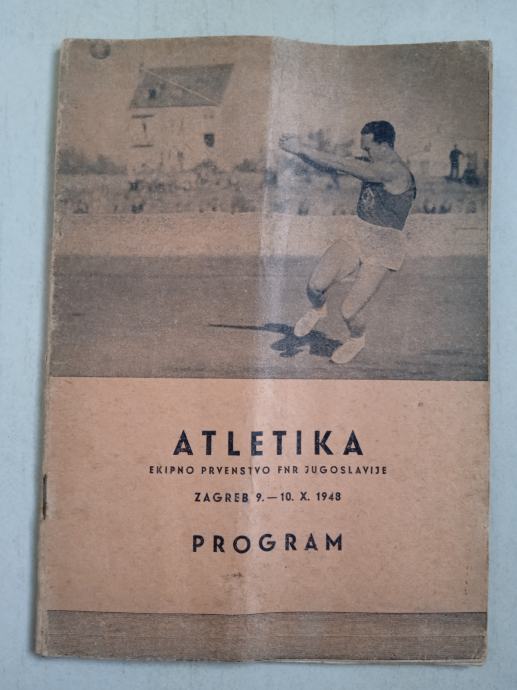 ATLETIKA
EKIPNO PRVENSTVO FNR JUGOSLAVIJE
ZAGREB 9.—10. X. 1948
PROGRAM